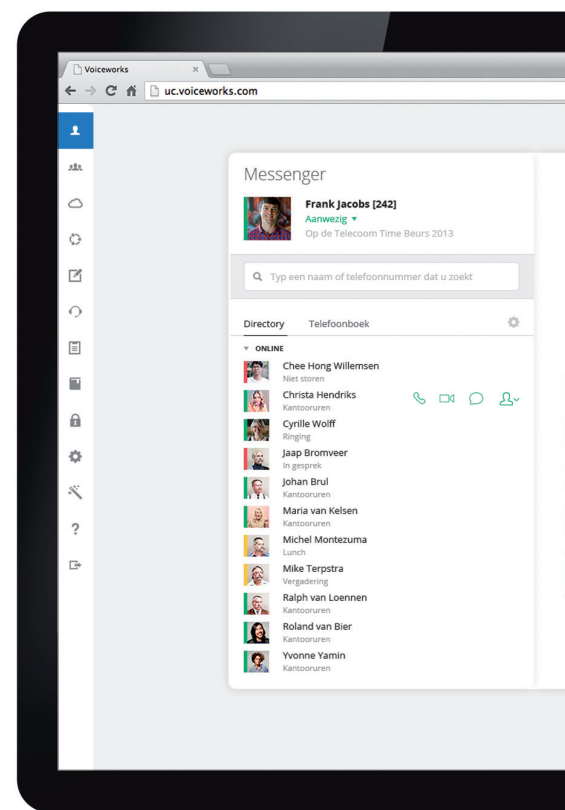 Voiceworks
uc.voiceworks.com
Messenger
Frank Jacobs [242]
Aanwezig
Op de Telecoom Time Beurs 2013
Typ een naam of telefoonnummer dat u zoekt
Directory Telefoonboek
ONLINE
Chee Hong Willemsen
Niet storen
Christa Hendriks
Kantooruren
Cyrille Wolff
Ringing
Jaap Bromveer
In gesprek
Johan Brul
Kantooruren
Maria van Kelsen
Kantooruren
Michel Montezuma
Lunch
Mike Terpstra
Vergadering
Ralph van Loennen
Kantooruren
Roland van Bier
Kantooruren
Yvonne Yamin
Kantooruren